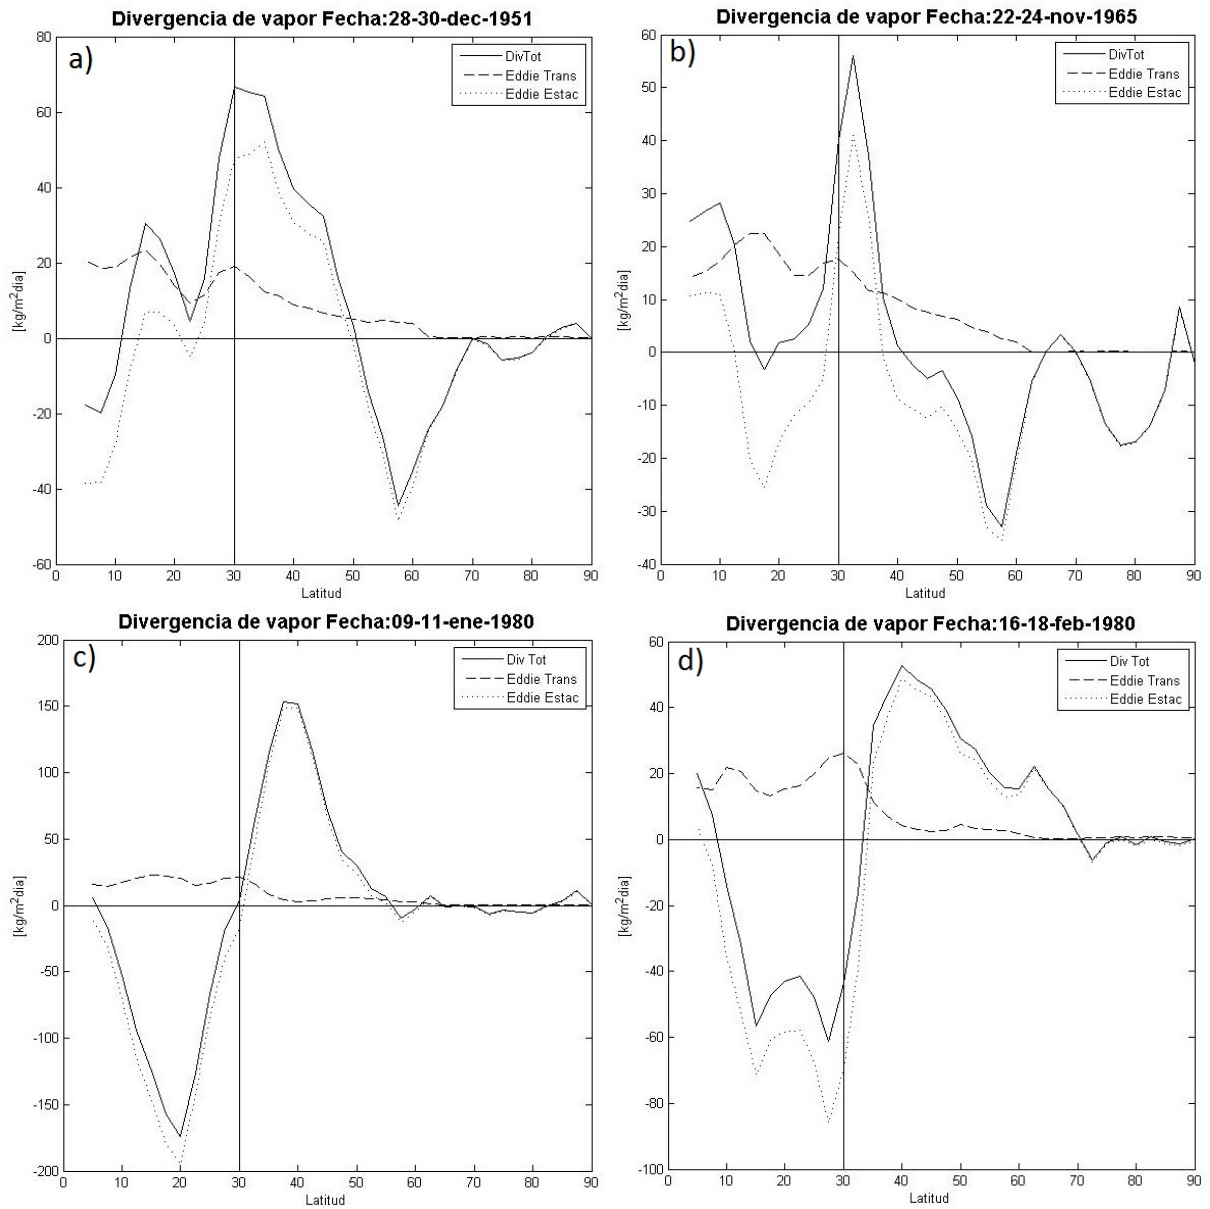 Divergencia de vapor Fecha:28-30-dec-1951
a)
DivTot
Eddie Trans
Eddie Estac
80
60
40
20
0
-20
-40
-60
[kg/m²dia]
0 10 20 30 40 50 60 70 80 90
Latitud
Divergencia de vapor Fecha:22-24-nov-1965
b)
DivTot
Eddie Trans
Eddie Estac
60
50
40
30
20
10
0
-10
-20
-30
-40
[kg/m²dia]
0 10 20 30 40 50 60 70 80 90
Latitud
Divergencia de vapor Fecha:09-11-ene-1980
c)
Div Tot
Eddie Trans
Eddie Estac
200
150
100
50
0
-50
-100
-150
-200
[kg/m²dia]
0 10 20 30 40 50 60 70 80 90
Latitud
Divergencia de vapor Fecha:16-18-feb-1980
d)
Div Tot
Eddie Trans
Eddie Estac
60
40
20
0
-20
-40
-60
-80
-100
[kg/m²dia]
0 10 20 30 40 50 60 70 80 90
Latitud